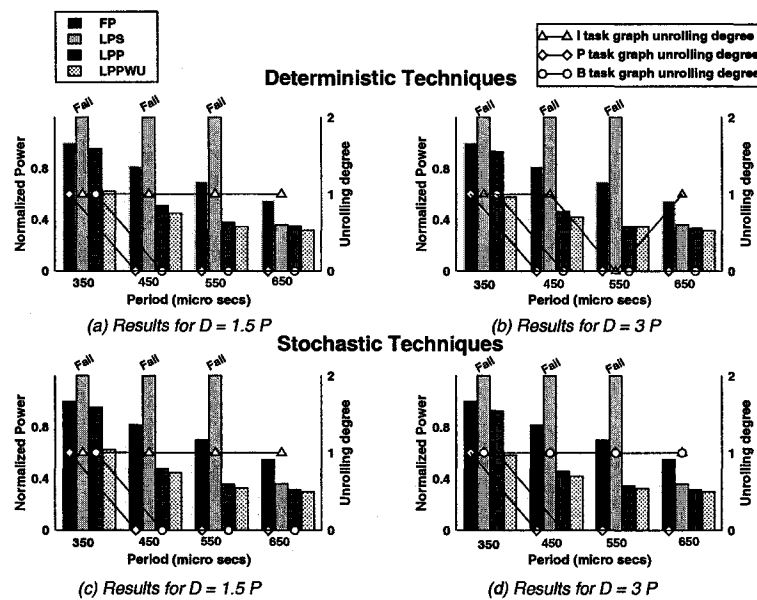 FP
LPS
LPP
LPPWU
I task graph unrolling degree
P task graph unrolling degree
B task graph unrolling degree
Deterministic Techniques
Fail
Fail
Fail
Normalized Power
0.8
0.4
0
2
1
0
Unrolling degree
350
450
550
650
Period (micro secs)
(a) Results for D = 1.5 P
Fail
Fail
Fail
Normalized Power
0.8
0.4
0
2
1
0
Unrolling degree
350
450
550
650
Period (micro secs)
(b) Results for D = 3 P
Stochastic Techniques
Fail
Fail
Fail
Normalized Power
0.8
0.4
0
2
1
0
Unrolling degree
350
450
550
650
Period (micro secs)
(c) Results for D = 1.5 P
Fail
Fail
Fail
Normalized Power
0.8
0.4
0
2
1
0
Unrolling degree
350
450
550
650
Period (micro secs)
(d) Results for D = 3 P